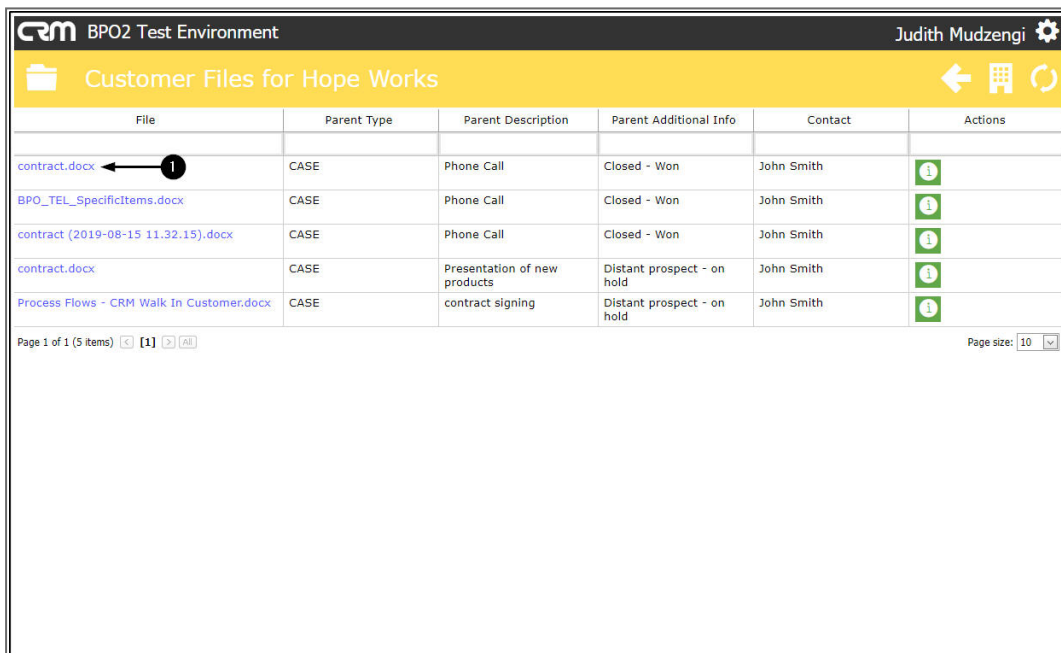 CRM BPO2 Test Environment Judith Mudzengi
Customer Files for Hope Works
File Parent Type Parent Description Parent Additional Info Contact Actions
contract.docx 1 CASE Phone Call Closed - Won John Smith i
BPO_TEL_SpecificItems.docx CASE Phone Call Closed - Won John Smith i
contract (2019-08-15 11.32.15).docx CASE Phone Call Closed - Won John Smith i
contract.docx CASE Presentation of new Distant prospect - on John Smith i
products hold
Process Flows - CRM Walk In Customer.docx CASE contract signing Distant prospect - on John Smith i
hold
Page 1 of 1 (5 items) < [1] > All Page size: 10